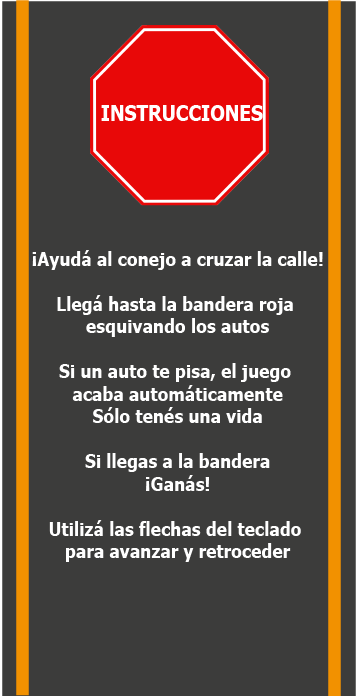 INSTRUCCIONES
¡Ayudá al conejo a cruzar la calle!
Llegá hasta la bandera roja
esquivando los autos
Si un auto te pisa, el juego
acaba automáticamente
Sólo tenés una vida
Si llegas a la bandera
¡Ganás!
Utilizá las flechas del teclado
para avanzar y retroceder